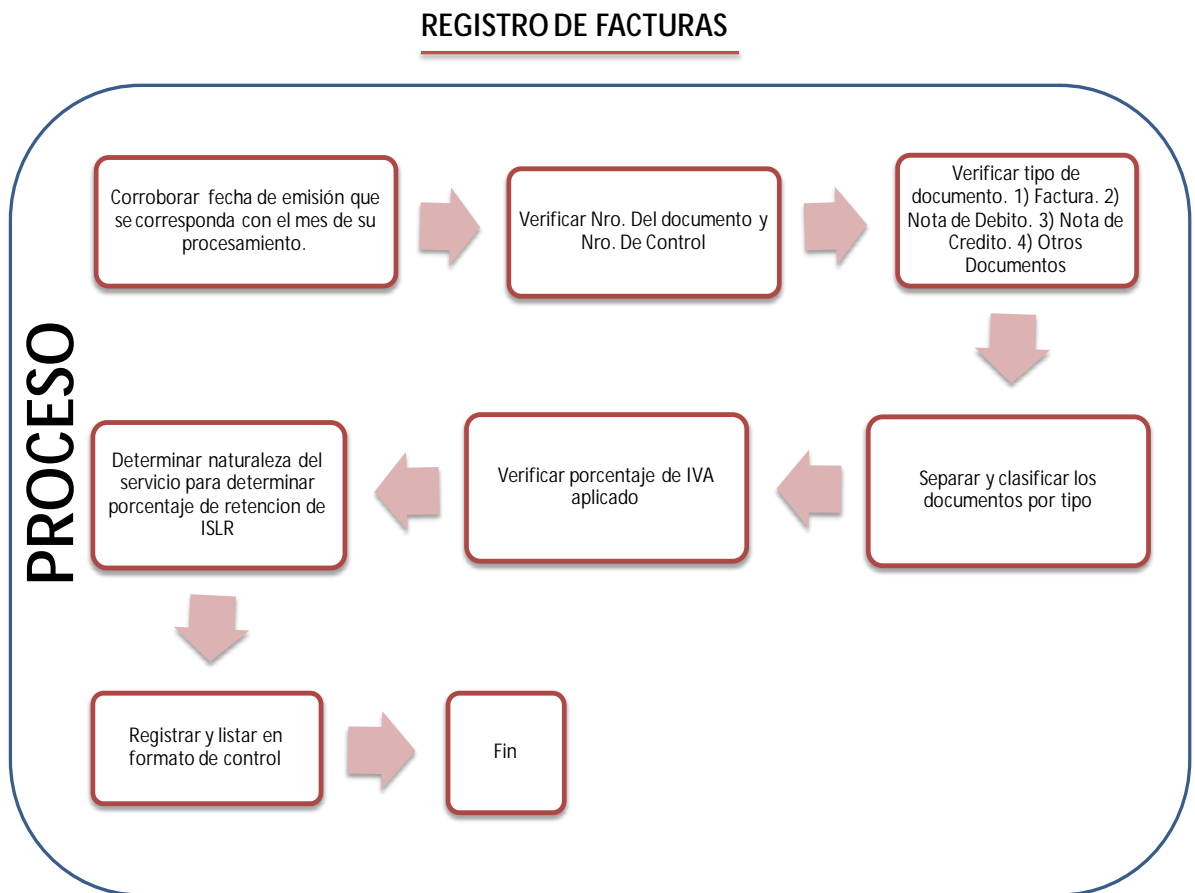 REGISTRO DE FACTURAS
PROCESO
Corroborar fecha de emisión que
se corresponda con el mes de su
procesamiento.
Verificar Nro. Del documento y
Nro. De Control
Verificar tipo de
documento. 1) Factura. 2)
Nota de Debito. 3) Nota de
Credito. 4) Otros
Documentos
Separar y clasificar los
documentos por tipo
Verificar porcentaje de IVA
aplicado
Determinar naturaleza del
servicio para determinar
porcentaje de retencion de
ISLR
Registrar y listar en
formato de control
Fin